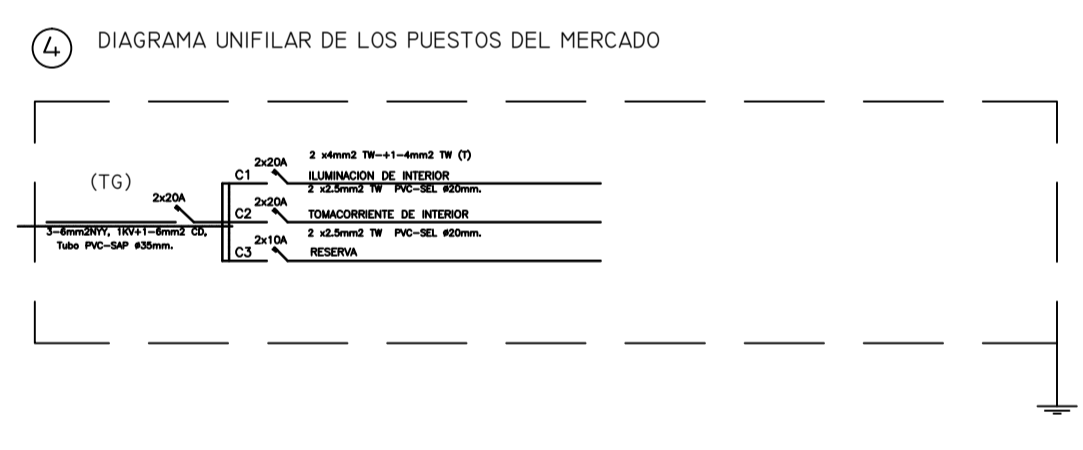 4 DIAGRAMA UNIFILAR DE LOS PUESTOS DEL MERCADO
(TG)
2x20A
3-6mm2NYY, 1KV+1-6mm2 CD,
Tubo PVC-SAP ø35mm.
2 x4mm2 TW-+1-4mm2 TW (T)
C1 2x20A ILUMINACION DE INTERIOR
2 x2.5mm2 TW PVC-SEL ø20mm.
C2 2x20A TOMACORRIENTE DE INTERIOR
2 x2.5mm2 TW PVC-SEL ø20mm.
C3 2x10A RESERVA